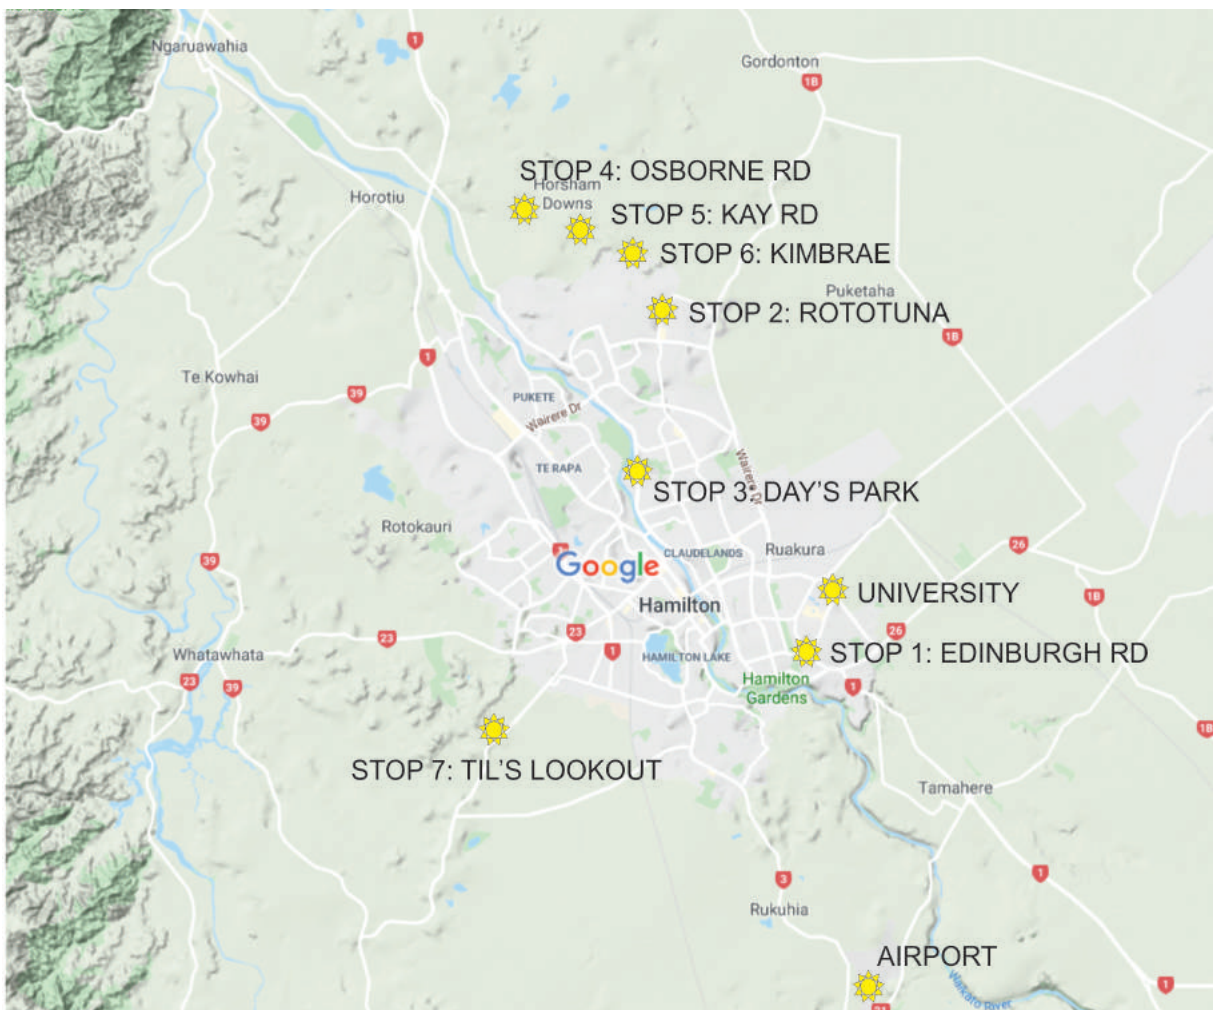 Ngaruawahia
1
Gordonton
1B
STOP 4: OSBORNE RD
Horsham
Downs
Horotiu
STOP 5: KAY RD
STOP 6: KIMBRAE
Puketaha
STOP 2: ROTOTUNA
1B
1
Te Kowhai
39
PUKETE
39
Wairere Dr
TE RAPA
Wairere Dr
STOP 3: DAY'S PARK
Rotokauri
CLAUDELANDS
Ruakura
26
39
Google
UNIVERSITY
1B
Hamilton
23
23
1
26
Whatawhata
HAMILTON LAKE
STOP 1: EDINBURGH RD
23
39
Hamilton
Gardens
1
1B
STOP 7: TIL'S LOOKOUT
Tamahere
3
1
Rukuhia
AIRPORT
Waikato River
1
21